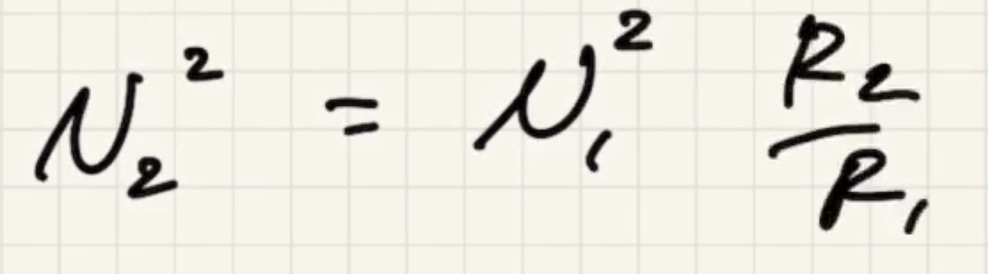 N₂² = N₁² R₂/R₁